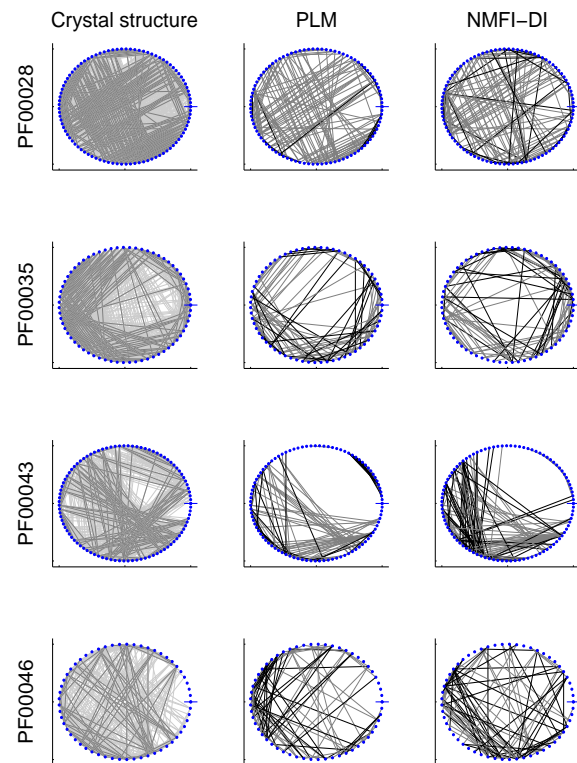 Crystal structure PLM NMFI−DI
PF00028
PF00035
PF00043
PF00046